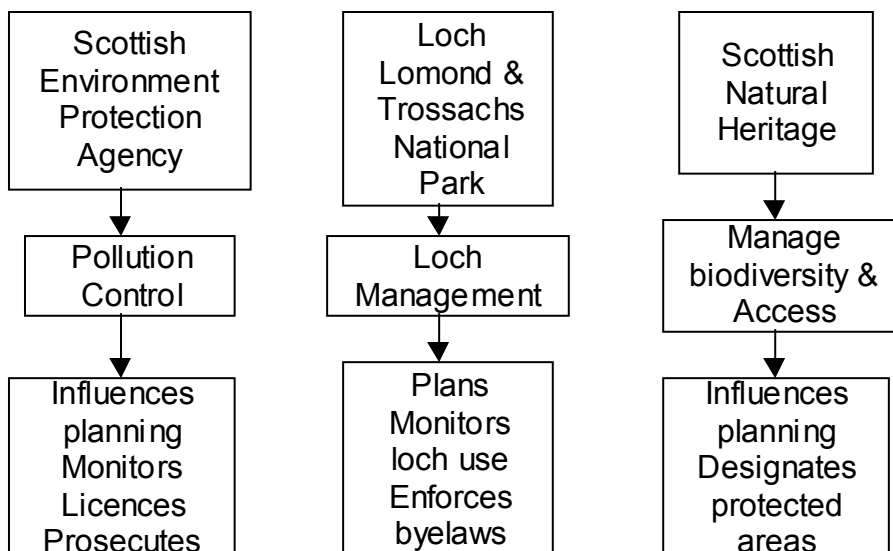 Scottish
Environment
Protection
Agency
Pollution
Control
Influences
planning
Monitors
Licences
Prosecutes
Loch
Lomond &
Trossachs
National
Park
Loch
Management
Plans
Monitors
loch use
Enforces
byelaws
Scottish
Natural
Heritage
Manage
biodiversity &
Access
Influences
planning
Designates
protected
areas